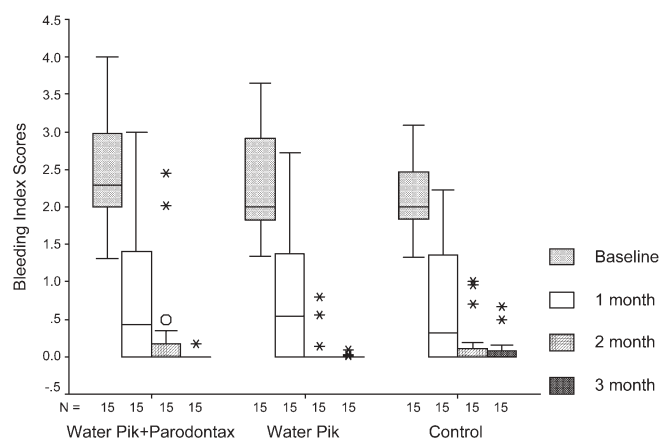 Bleeding Index Scores
4.5
4.0
3.5
3.0
2.5
2.0
1.5
1.0
.5
0.0
-.5
N = 15 15 15 15 15 15 15 15 15 15 15 15
Water Pik+Parodontax Water Pik Control
Baseline
1 month
2 month
3 month